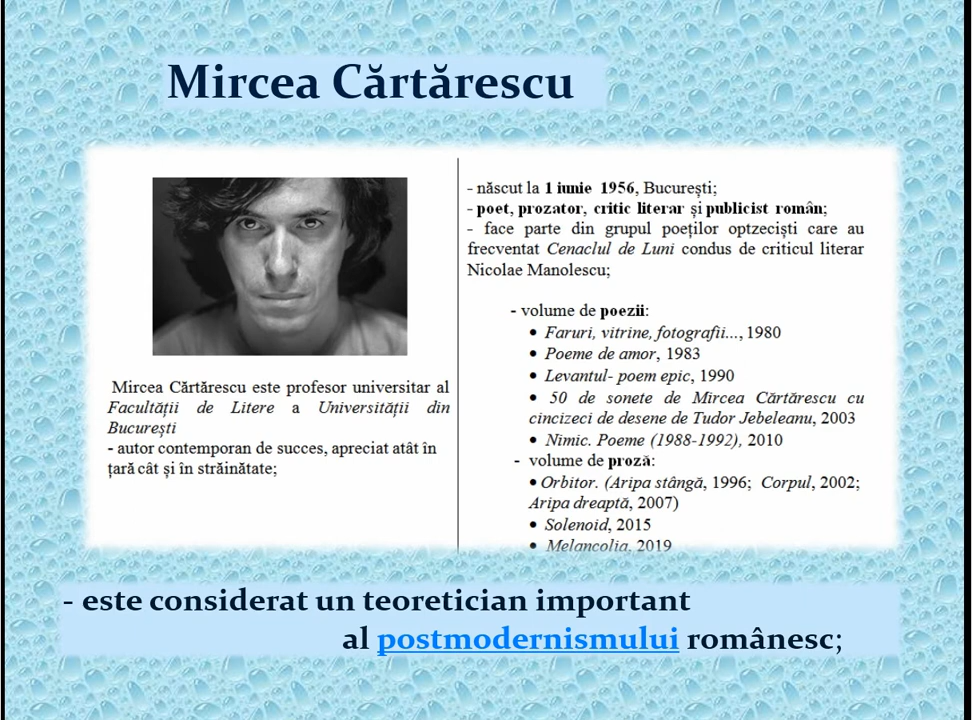 Mircea Cărtărescu
Mircea Cărtărescu este profesor universitar al
Facultății de Litere a Universității din
București
- autor contemporan de succes, apreciat atât în
țară cât și în străinătate;
- născut la 1 iunie 1956, București;
- poet, prozator, critic literar și publicist român;
- face parte din grupul poeților optzeciști care au
frecventat Cenaclul de Luni condus de criticul literar
Nicolae Manolescu;
- volume de poezii:
• Faruri, vitrine, fotografii..., 1980
• Poeme de amor, 1983
• Levantul- poem epic, 1990
• 50 de sonete de Mircea Cărtărescu cu
cincizeci de desene de Tudor Jebeleanu, 2003
• Nimic. Poeme (1988-1992), 2010
- volume de proză:
• Orbitor. (Aripa stângă, 1996; Corpul, 2002;
Aripa dreaptă, 2007)
• Solenoid, 2015
• Melancolia, 2019
- este considerat un teoretician important
al postmodernismului românesc;